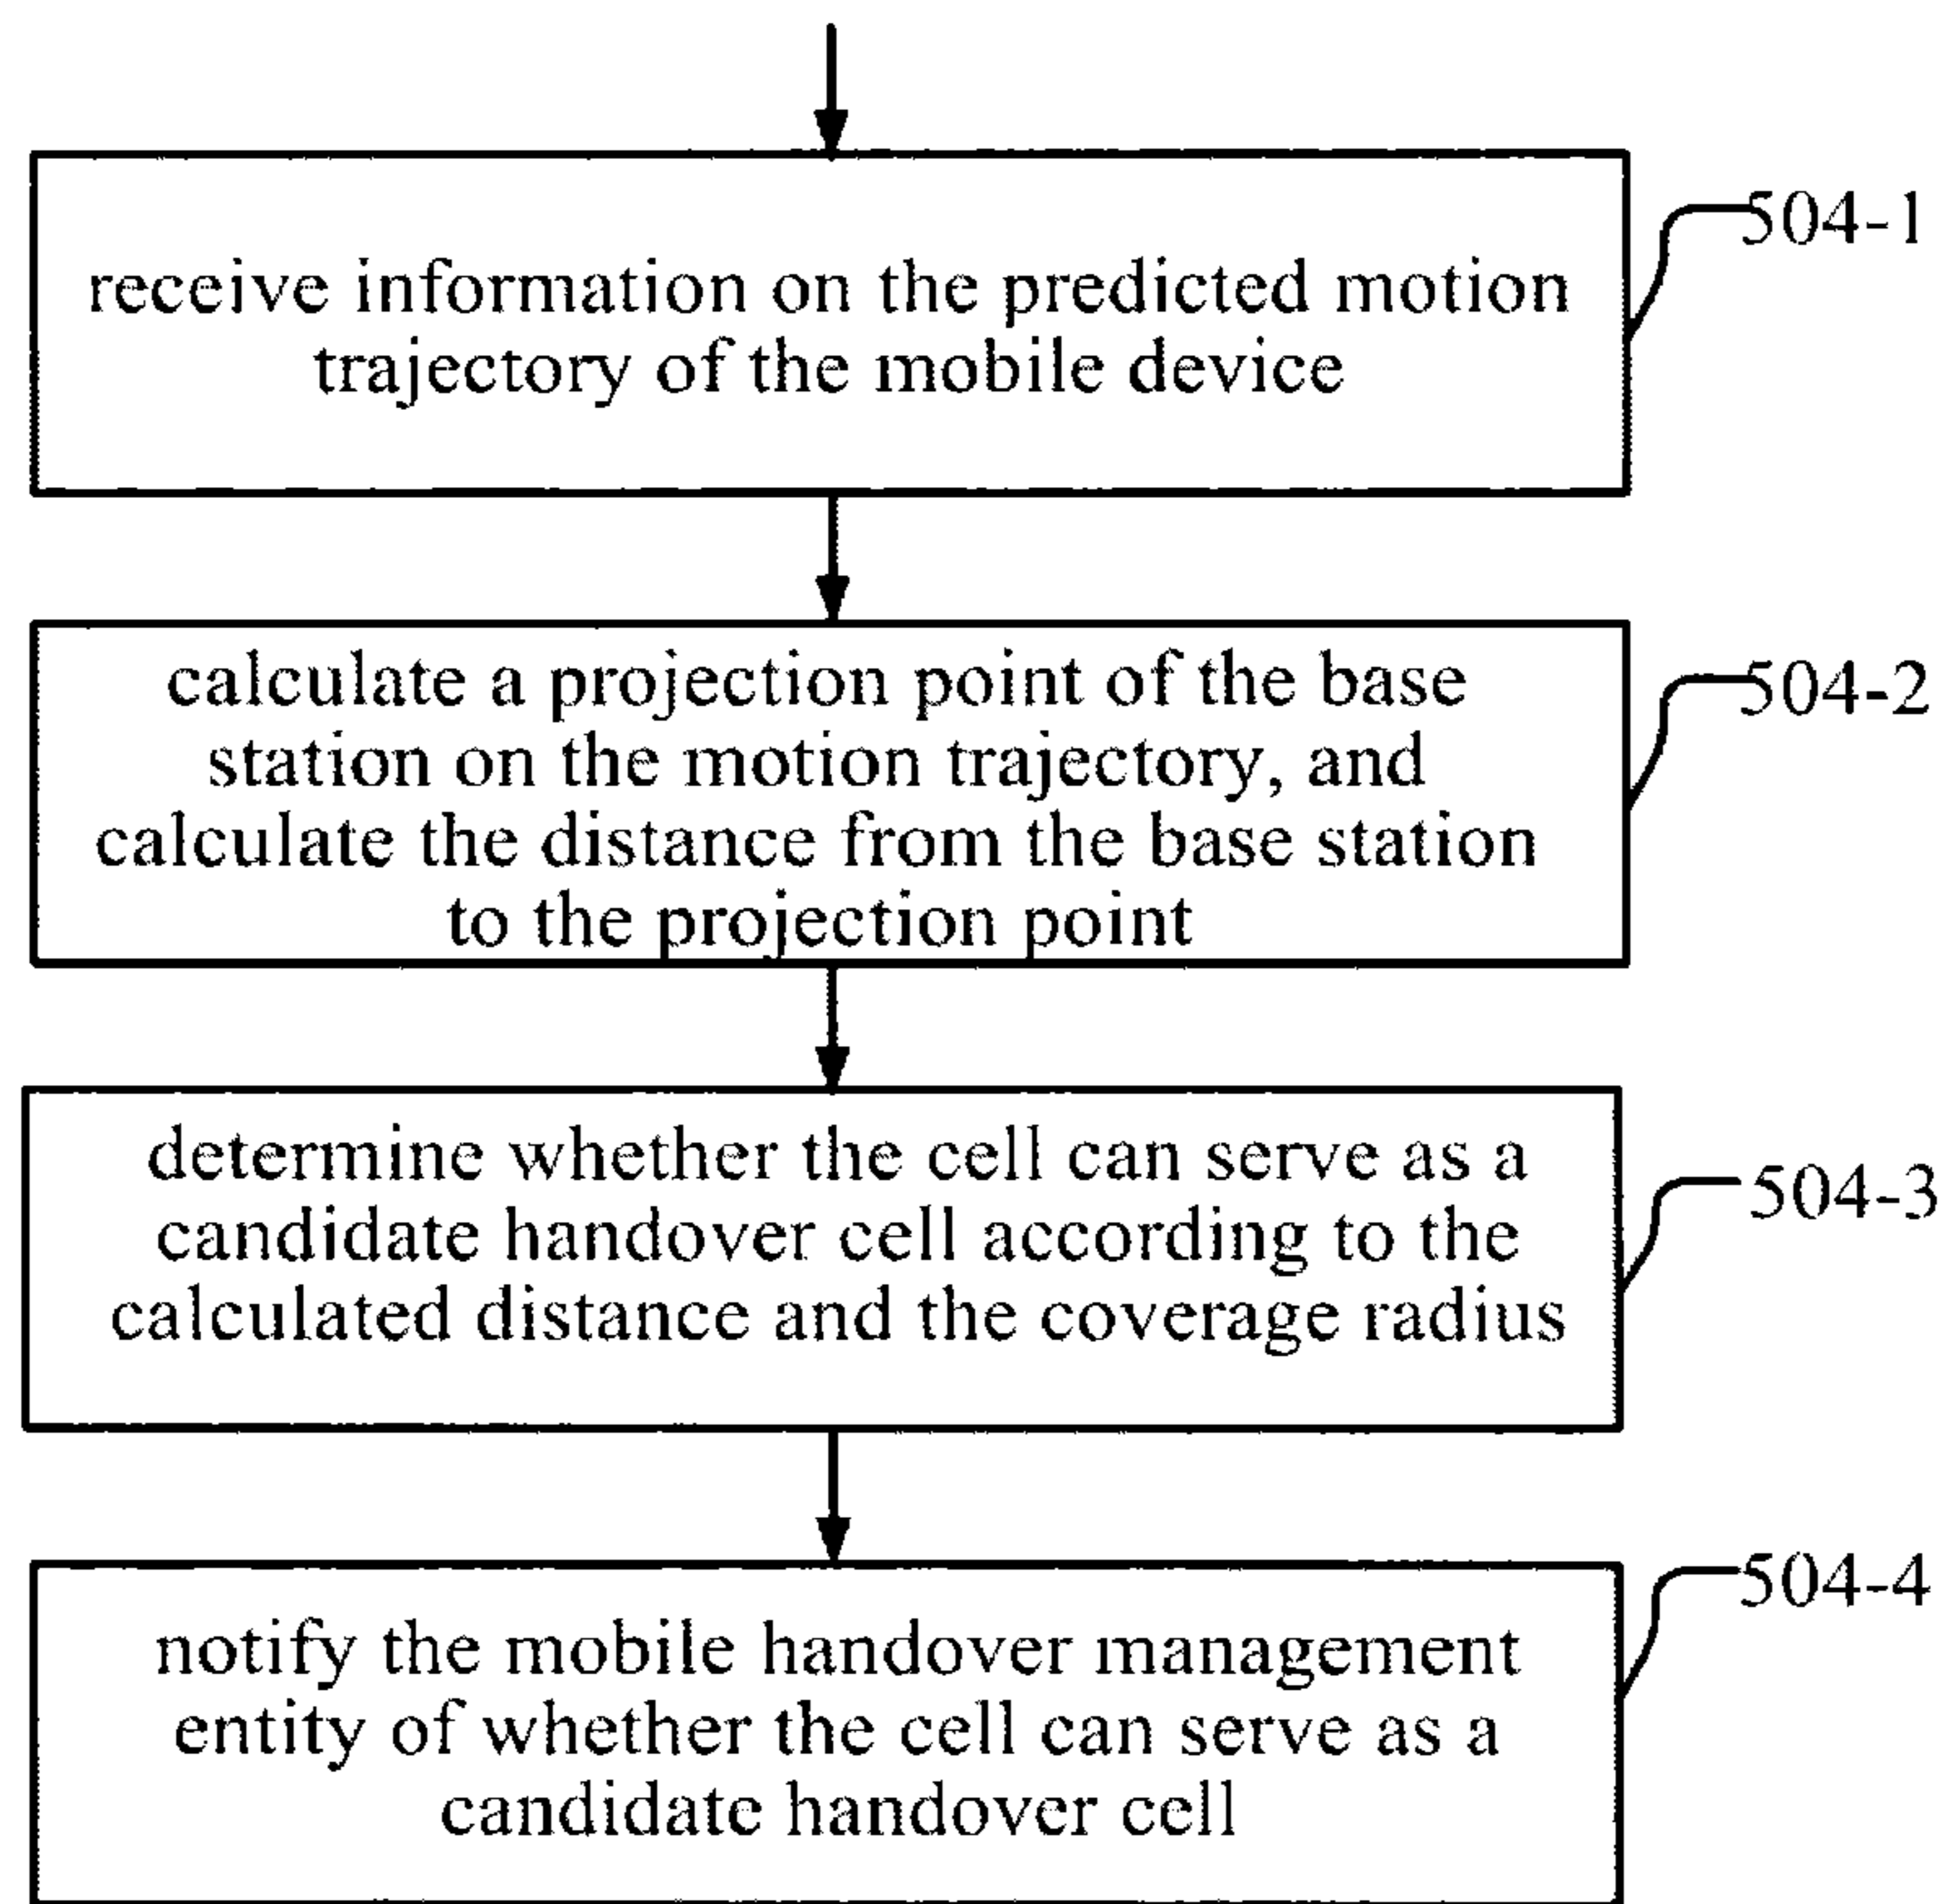 receive information on the predicted motion
trajectory of the mobile device
504-1
calculate a projection point of the base
station on the motion trajectory, and
calculate the distance from the base station
to the projection point
504-2
determine whether the cell can serve as a
candidate handover cell according to the
calculated distance and the coverage radius
504-3
notify the mobile handover management
entity of whether the cell can serve as a
candidate handover cell
504-4